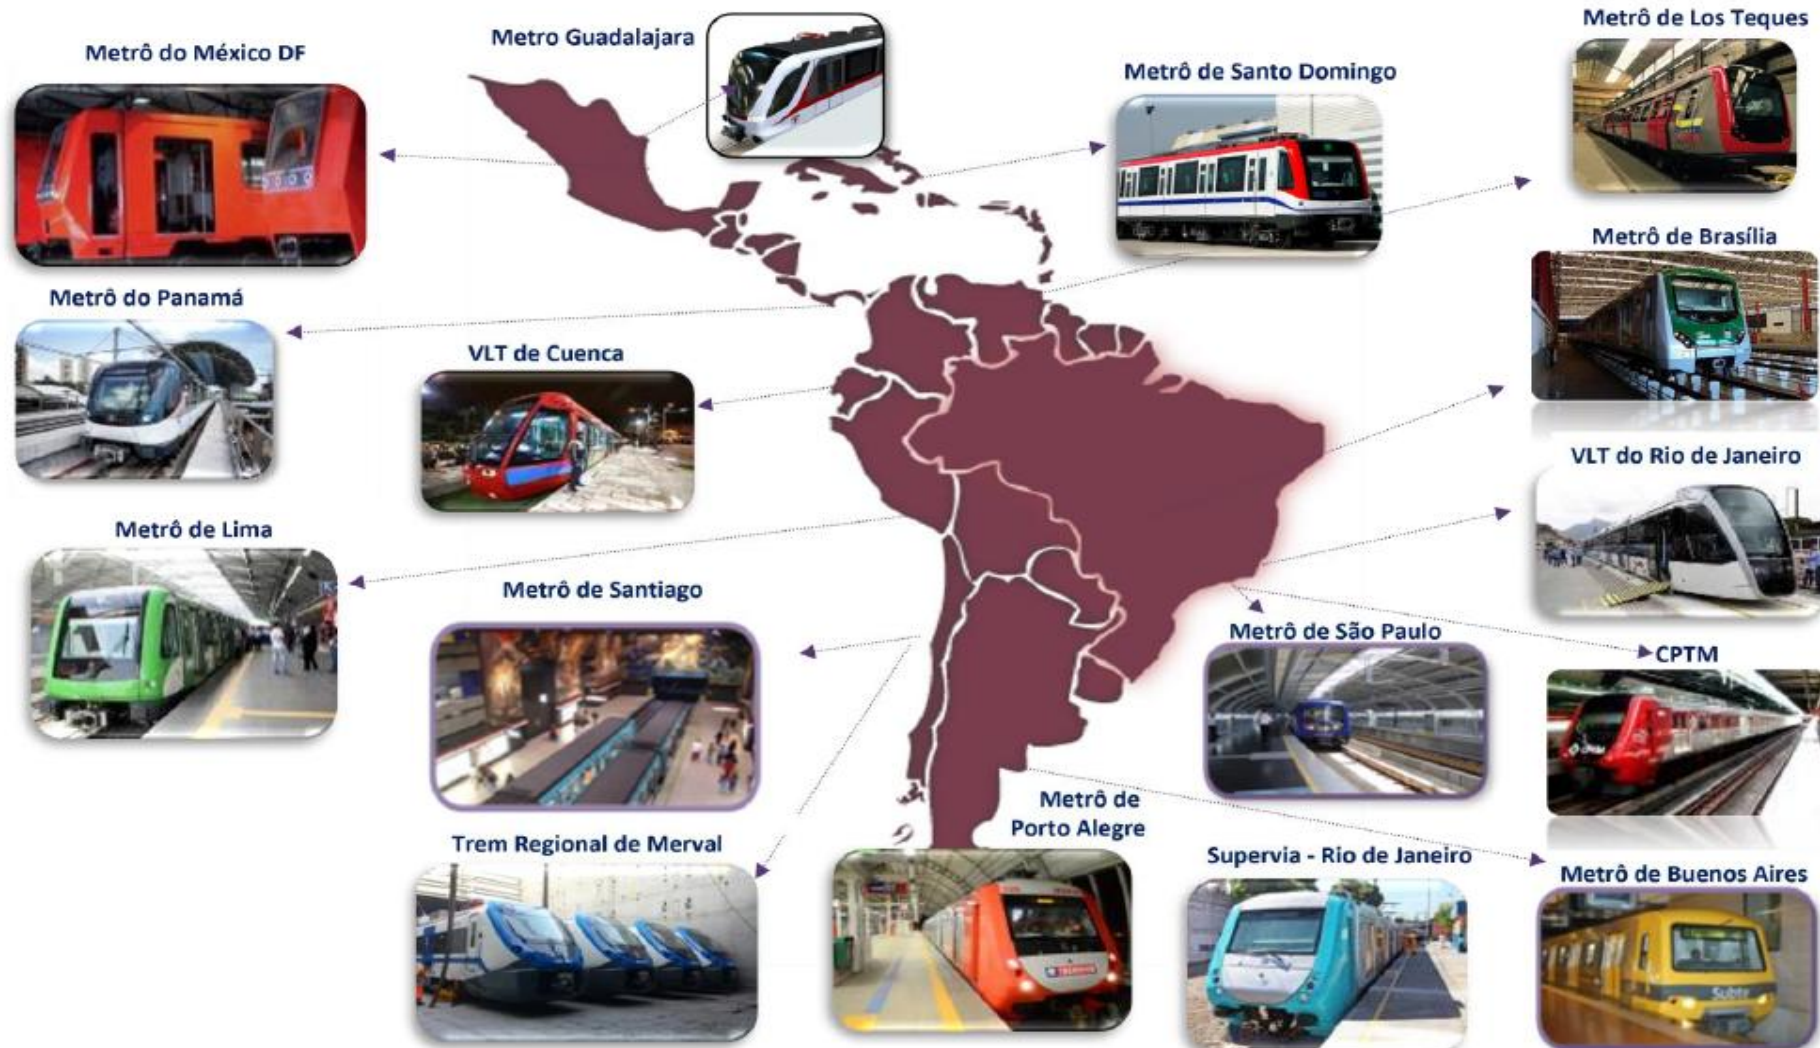 Metrô de Los Teques
Metro Guadalajara
Metrô do México DF
Metrô de Santo Domingo
Metrô de Brasília
Metrô do Panamá
VLT de Cuenca
VLT do Rio de Janeiro
Metrô de Lima
Metrô de Santiago
Metrô de São Paulo
CPTM
Metrô de
Porto Alegre
Trem Regional de Merval
Supervia - Rio de Janeiro
Metrô de Buenos Aires
Subte